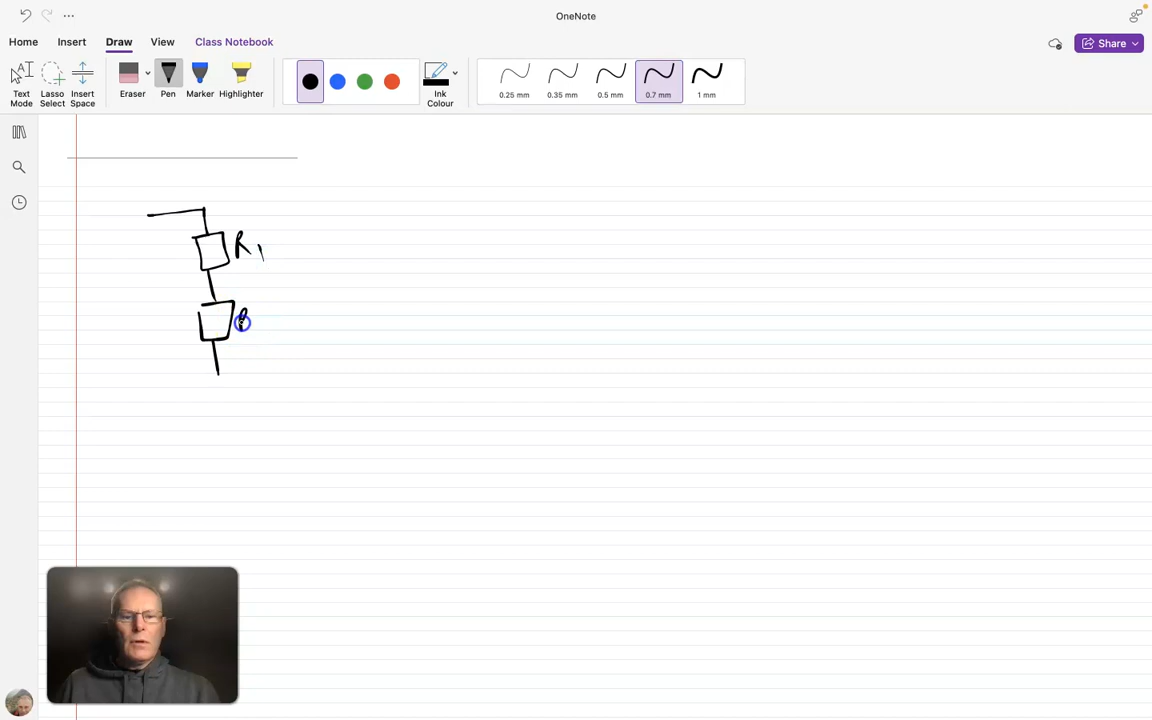 OneNote
Home Insert Draw View Class Notebook Share
A
Text Mode
Lasso Select
Insert Space
Eraser
Pen
Marker
Highlighter
Ink Colour
0.25 mm
0.35 mm
0.5 mm
0.7 mm
1 mm
R1